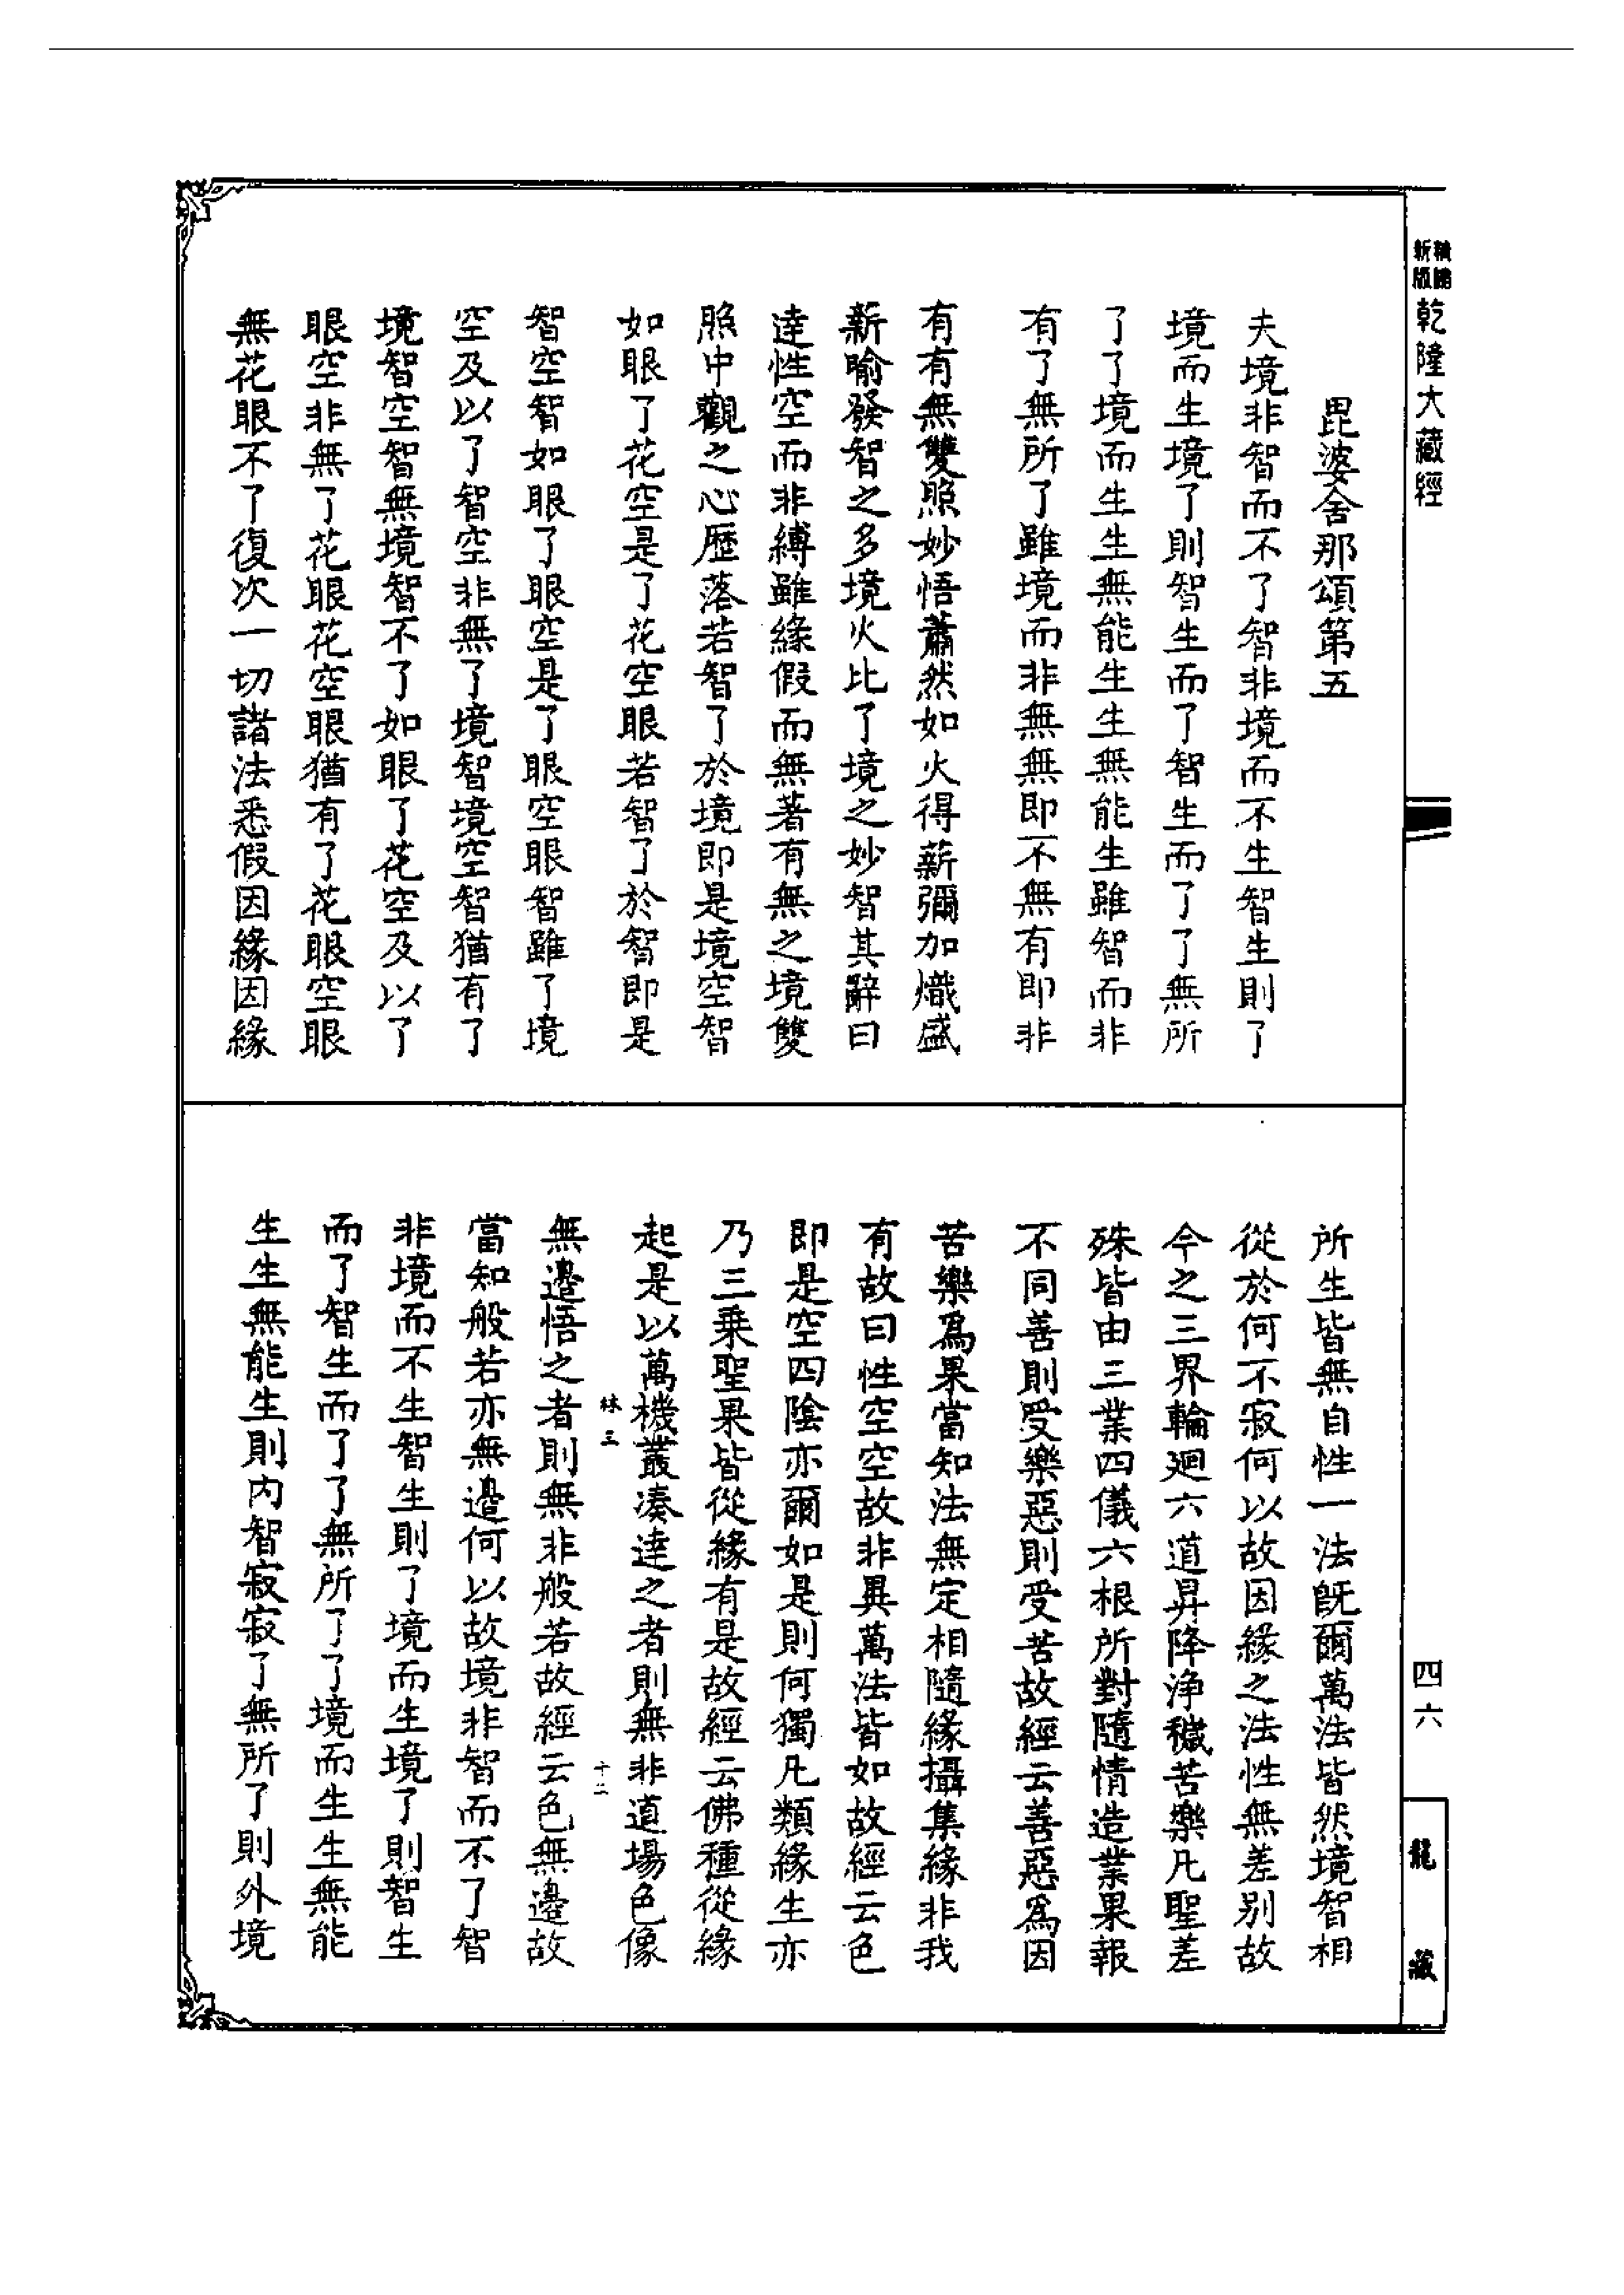 新版
乾隆大藏經
毘婆舍那頌第五
夫境非智而不了智非境而不生智生則了
境而生境了則智生而了智生而了了無所
了了境而生生無能生生無能生雖智而非
有了無所了雖境而非無無即不無有即非
有有無雙照妙悟蕭然如火得薪彌加熾盛
新喻發智之多境火比了境之妙智其辭曰
達性空而非縛雖緣假而無著有無之境雙
照中觀之心歷落若智了於境即是境空智
如眼了花空是了花空眼若智了於智即是
智空智如眼了眼空是了眼空眼智雖了境
空及以了智空非無了境智境空智猶有了
境智空智無境智不了如眼了花空及以了
眼空非無了花眼花空眼猶有了花眼空眼
無花眼不了復次一切諸法悉假因緣因緣
所生皆無自性一法既爾萬法皆然境智相
從於何不寂何以故因緣之法性無差别故
今之三界輪迴六道昇降淨穢苦樂凡聖差
殊皆由三業四儀六根所對隨情造業果報
不同善則受樂惡則受苦故經云善惡為因
苦樂為果當知法無定相隨緣攝集緣非我
有故曰性空空故非異萬法皆如故經云色
即是空四陰亦爾如是則何獨凡類緣生亦
乃三乘聖果皆從緣有是故經云佛種從緣
起是以萬機叢湊達之者則無非道場色像
林三
十二
無邊悟之者則無非般若故經云色無邊故
當知般若亦無邊何以故境非智而不了智
非境而不生智生則了境而生境了則智生
而了智生而了了無所了了境而生生無能
生生無能生則內智寂寂了無所了則外境
四六
龍藏